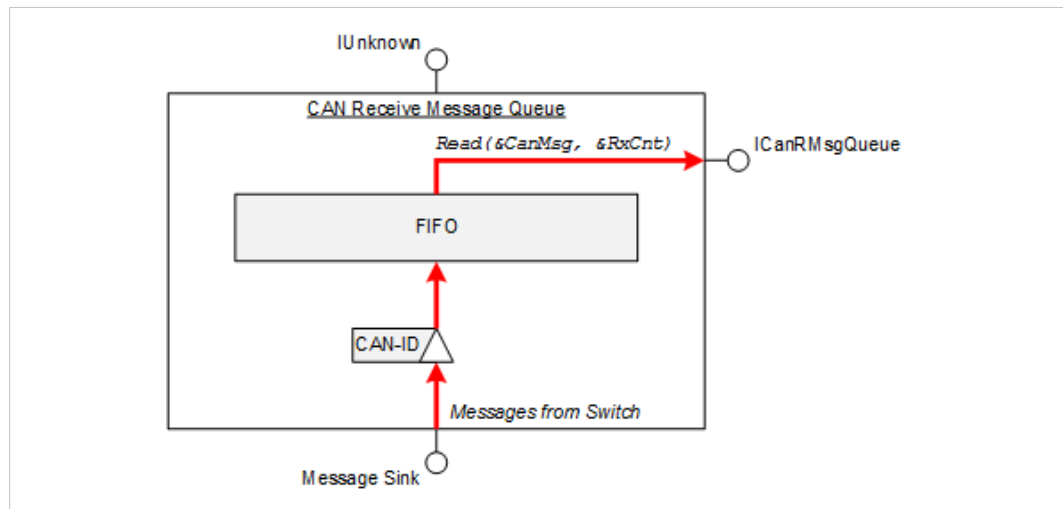 IUnknown
CAN Receive Message Queue
Read(&CanMsg, &RxCnt)
ICanRMsgQueue
FIFO
CAN-ID
Messages from Switch
Message Sink